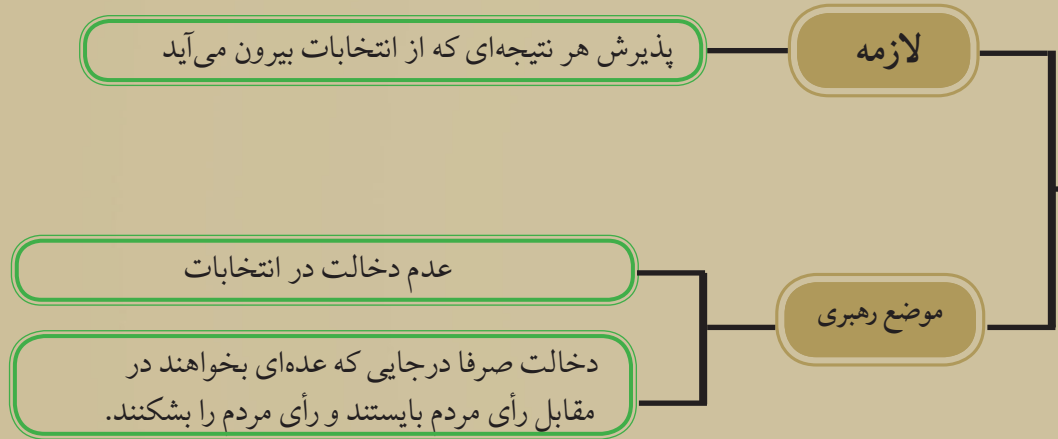 لازمه
پذیرش هر نتیجه‌ای که از انتخابات بیرون می‌آید
موضع رهبری
عدم دخالت در انتخابات
دخالت صرفا درجایی که عده‌ای بخواهند در
مقابل رأی مردم بایستند و رأی مردم را بشکنند.